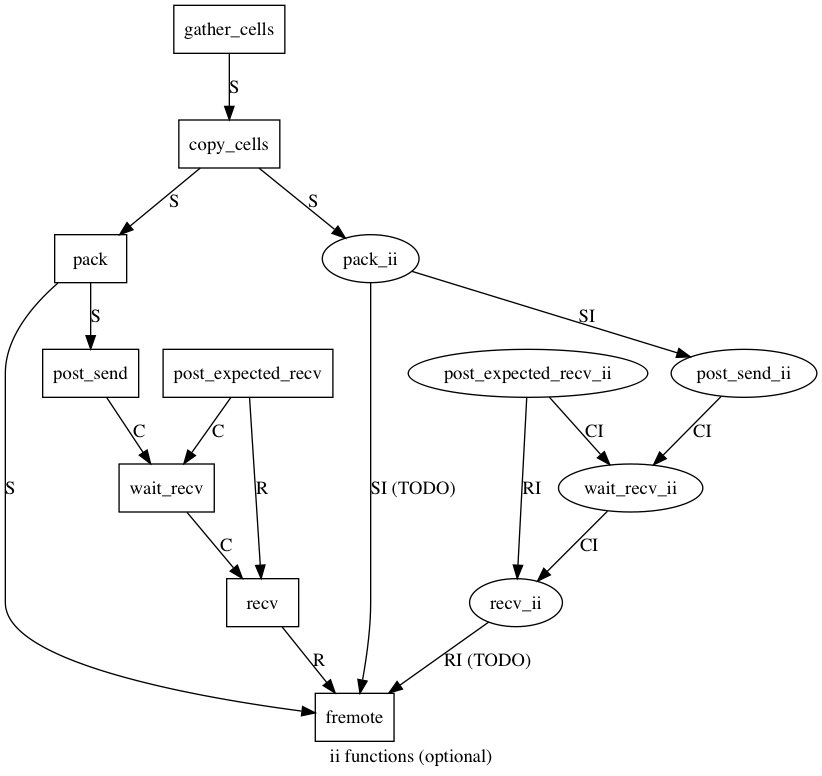 gather_cells
S
copy_cells
S
S
pack
pack_ii
S
SI
post_send
post_expected_recv
post_expected_recv_ii
post_send_ii
C
C
CI
CI
S
wait_recv
R
SI (TODO)
RI
wait_recv_ii
C
CI
recv
recv_ii
R
RI (TODO)
fremote
ii functions (optional)